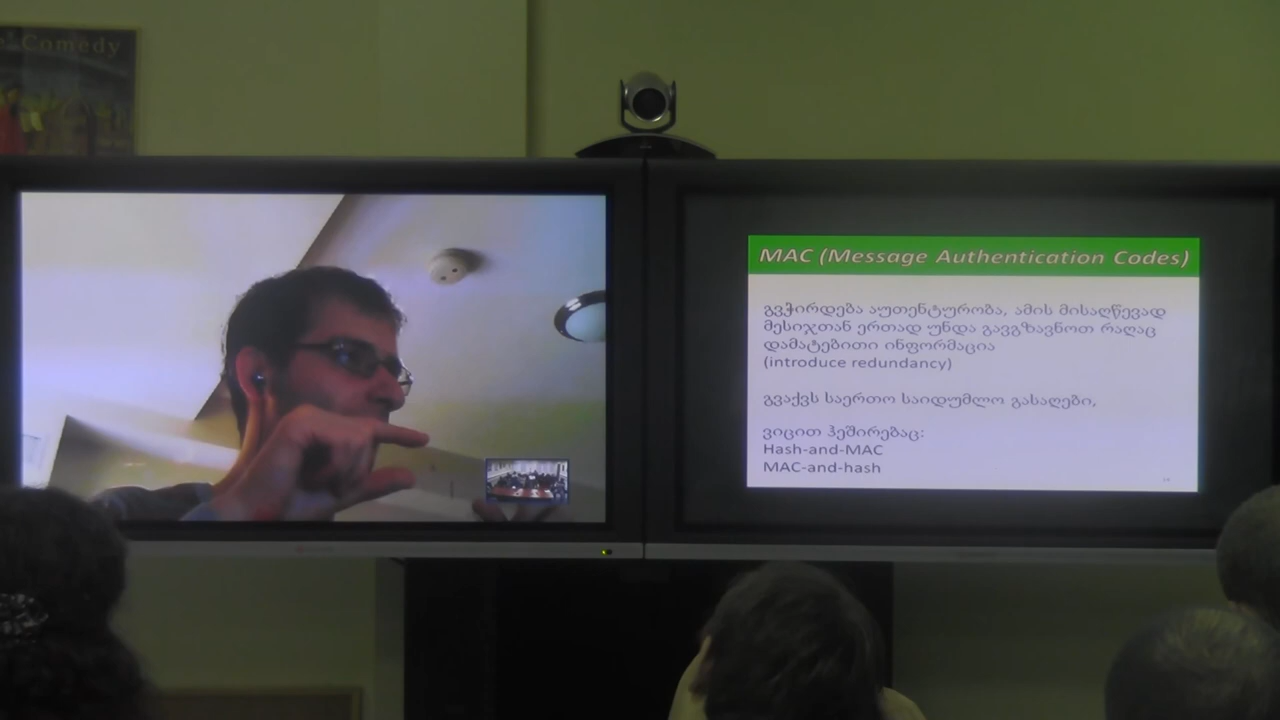 Comedy
MAC (Message Authentication Codes)
გვჭირდება აუთენტურობა, ამის მისაღწევად
მესიჯთან ერთად უნდა გავგზავნოთ რაღაც
დამატებითი ინფორმაცია
(introduce redundancy)
გვაქვს საერთო საიდუმლო გასაღები,
ვიცით ჰეშირებაც:
Hash-and-MAC
MAC-and-hash